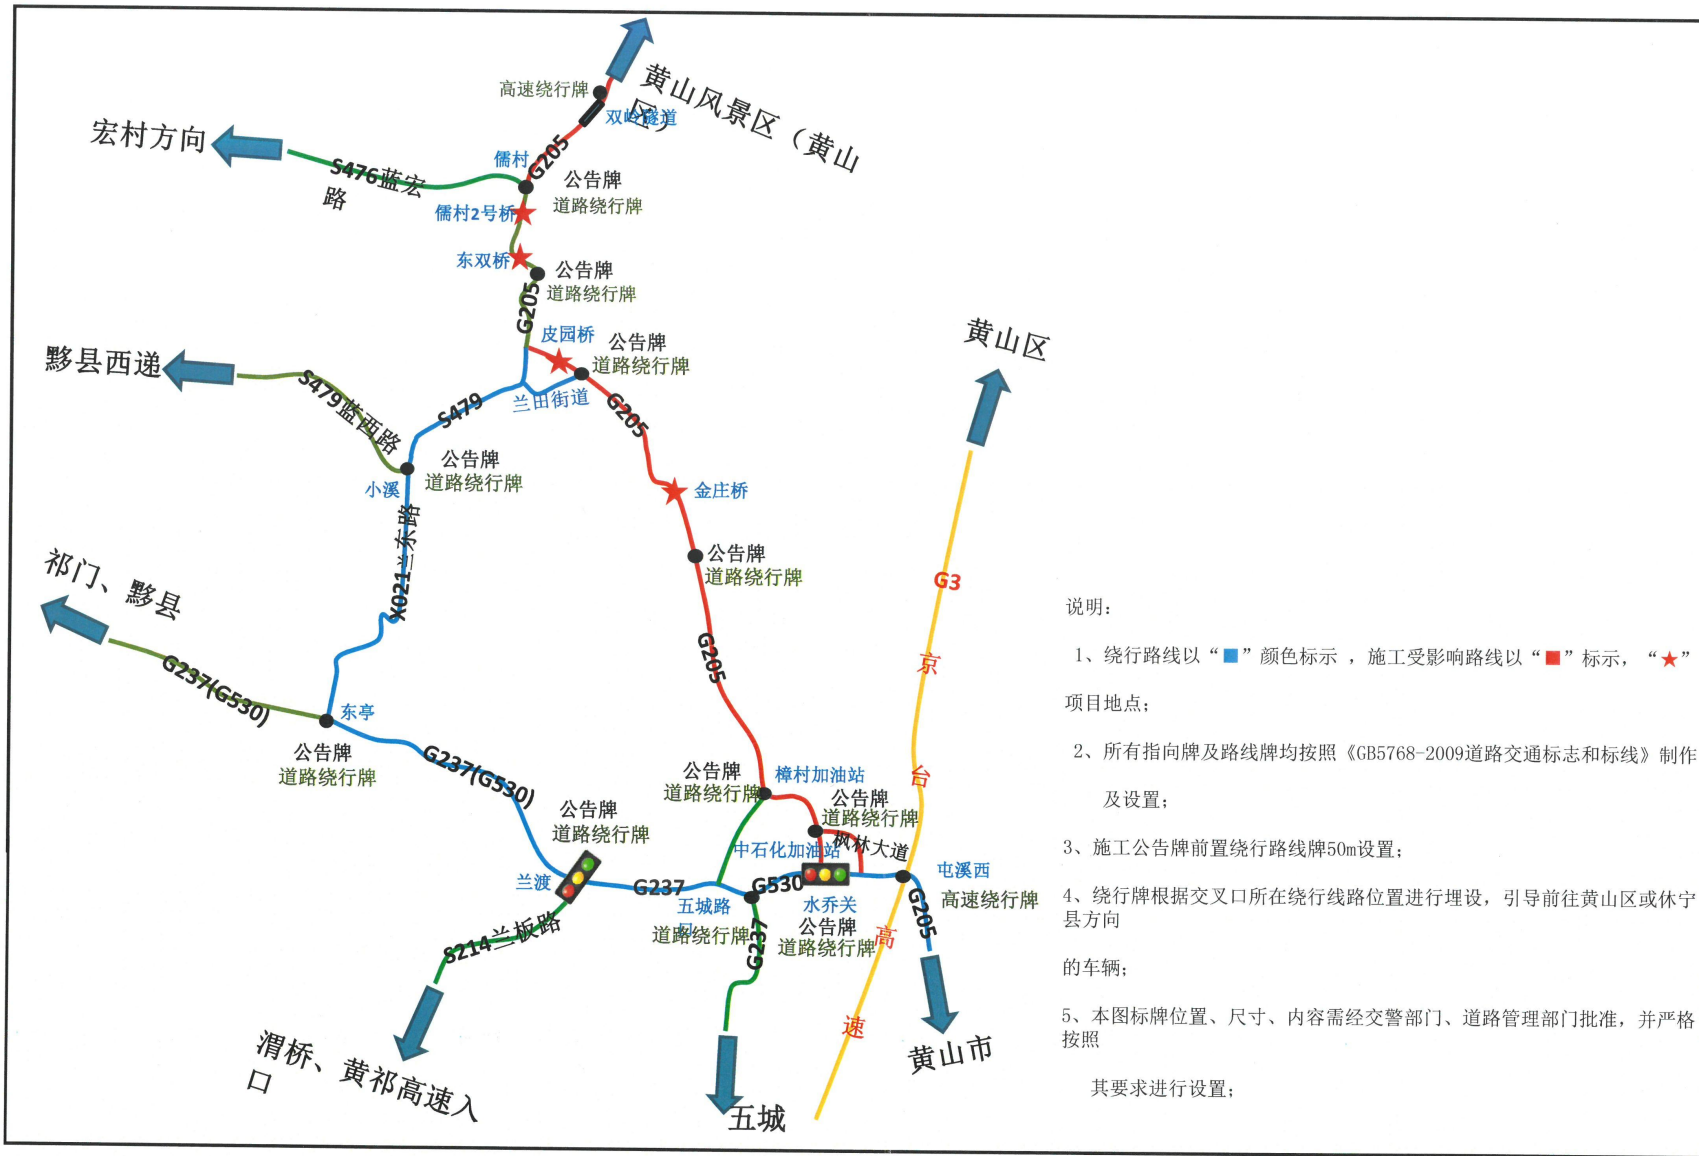 高速绕行牌
黄山风景区（黄山
区）
双岭隧道
宏村方向
儒村
G205
S476蓝宏
路
公告牌
道路绕行牌
儒村2号桥
东双桥
公告牌
道路绕行牌
G205
皮园桥
公告牌
道路绕行牌
黄山区
黟县西递
S479蓝西路
S479
兰田街道
G205
公告牌
道路绕行牌
小溪
金庄桥
X021兰东路
公告牌
道路绕行牌
祁门、黟县
G3
京
台
高
速
G237(G530)
G205
东亭
公告牌
道路绕行牌
G237(G530)
公告牌
道路绕行牌
樟村加油站
公告牌
道路绕行牌
公告牌
道路绕行牌
枫林大道
中石化加油站
屯溪西
高速绕行牌
兰渡
G237
G530
五城路
口
道路绕行牌
水乔关
公告牌
道路绕行牌
G205
G237
S214兰板路
渭桥、黄祁高速入
口
五城
黄山市
说明：
1、绕行路线以“■”颜色标示 ，施工受影响路线以“■”标示，“★”
项目地点；
2、所有指向牌及路线牌均按照《GB5768-2009道路交通标志和标线》制作
及设置；
3、施工公告牌前置绕行路线牌50m设置；
4、绕行牌根据交叉口所在绕行线路位置进行埋设，引导前往黄山区或休宁
县方向
的车辆；
5、本图标牌位置、尺寸、内容需经交警部门、道路管理部门批准，并严格
按照
其要求进行设置；